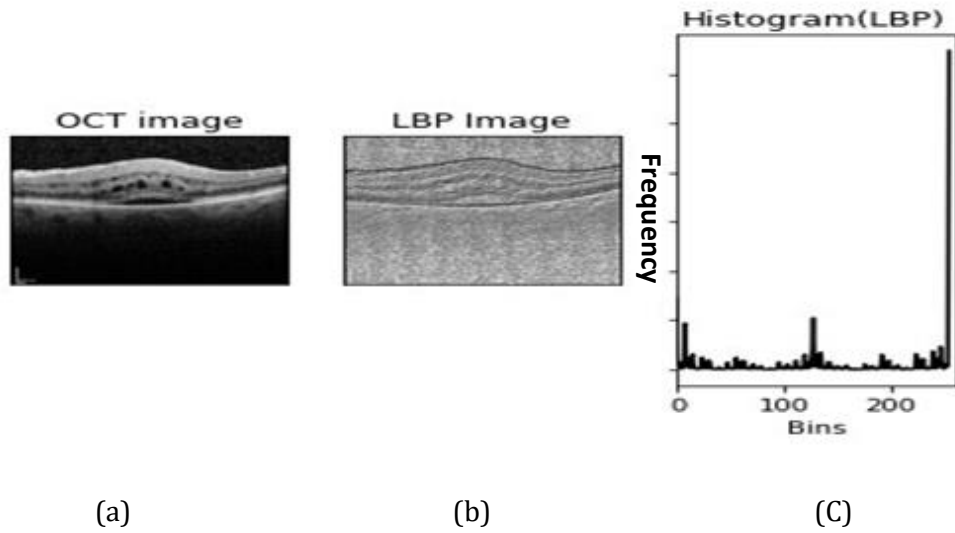 Histogram(LBP)
OCT image
LBP Image
Frequency
0 100 200
Bins
(a) (b) (C)